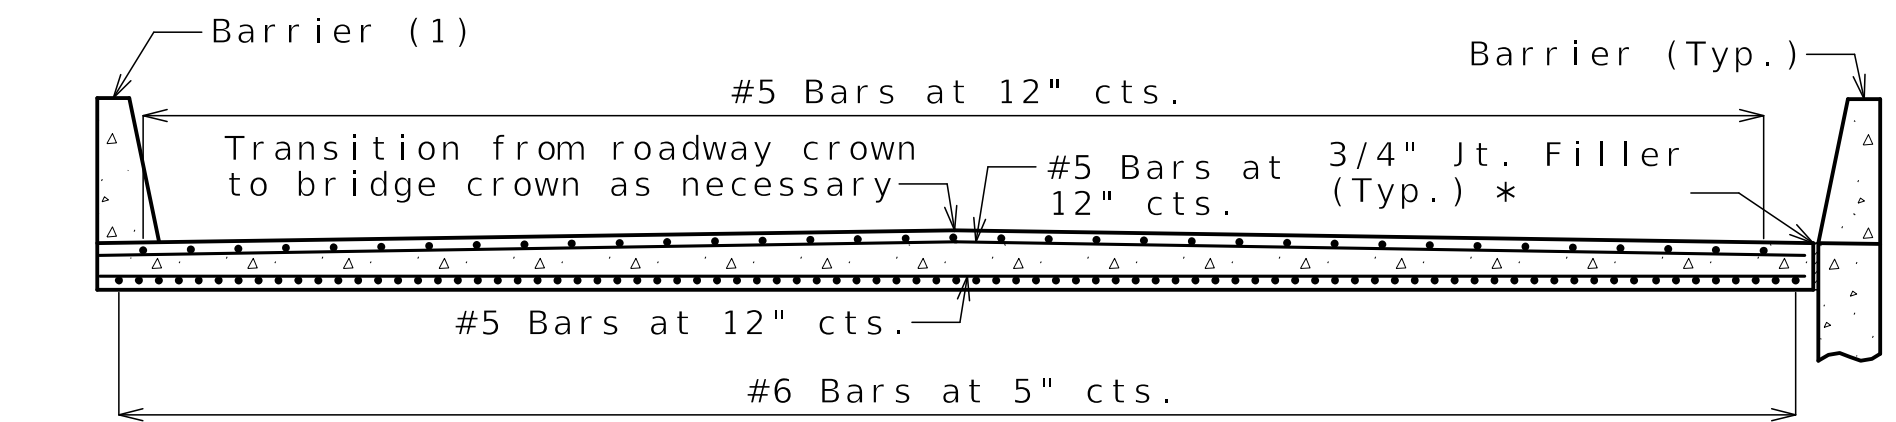 Barrier (1)
Barrier (Typ.)
#5 Bars at 12" cts.
Transition from roadway crown
to bridge crown as necessary
#5 Bars at
12" cts.
3/4" Jt. Filler
(Typ.) *
#5 Bars at 12" cts.
#6 Bars at 5" cts.